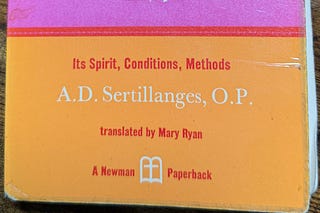 Its Spirit, Conditions, Methods
A.D. Sertillanges, O.P.
translated by Mary Ryan
A Newman Paperback